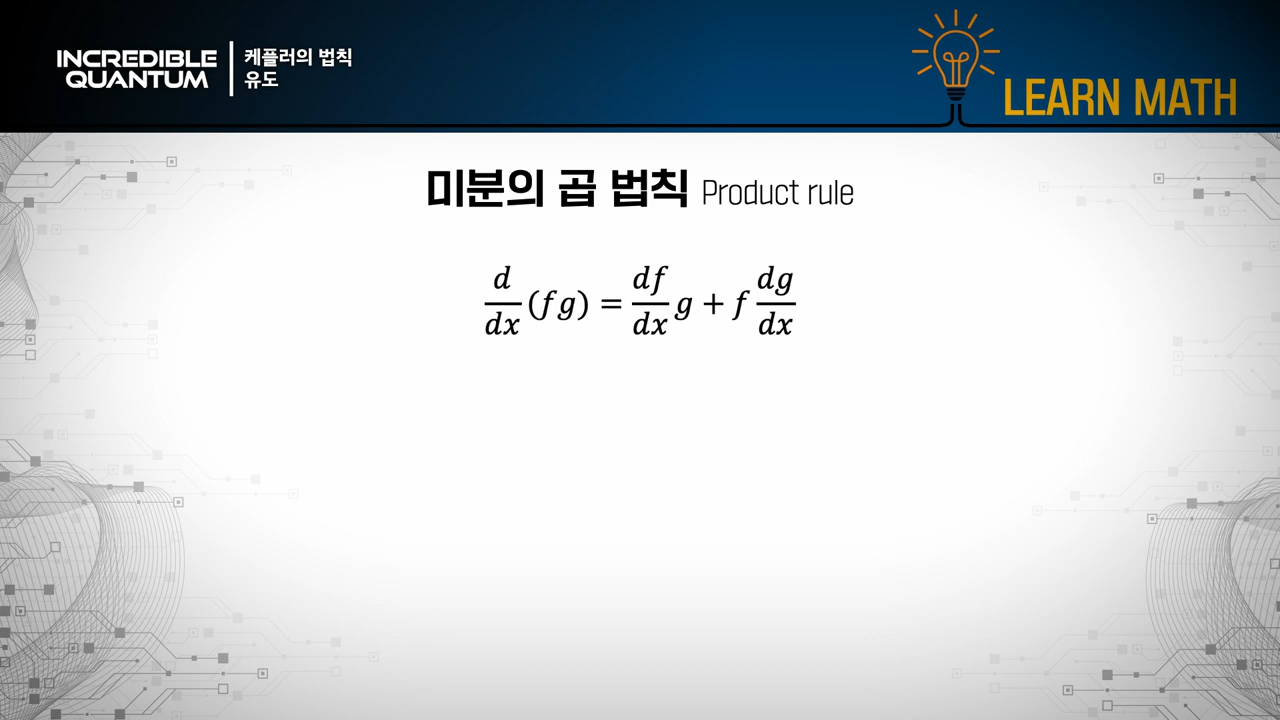 INCREDIBLE
QUANTUM
케플러의 법칙
유도
LEARN MATH
미분의 곱 법칙 Product rule
d/dx (fg) = df/dx g + f dg/dx